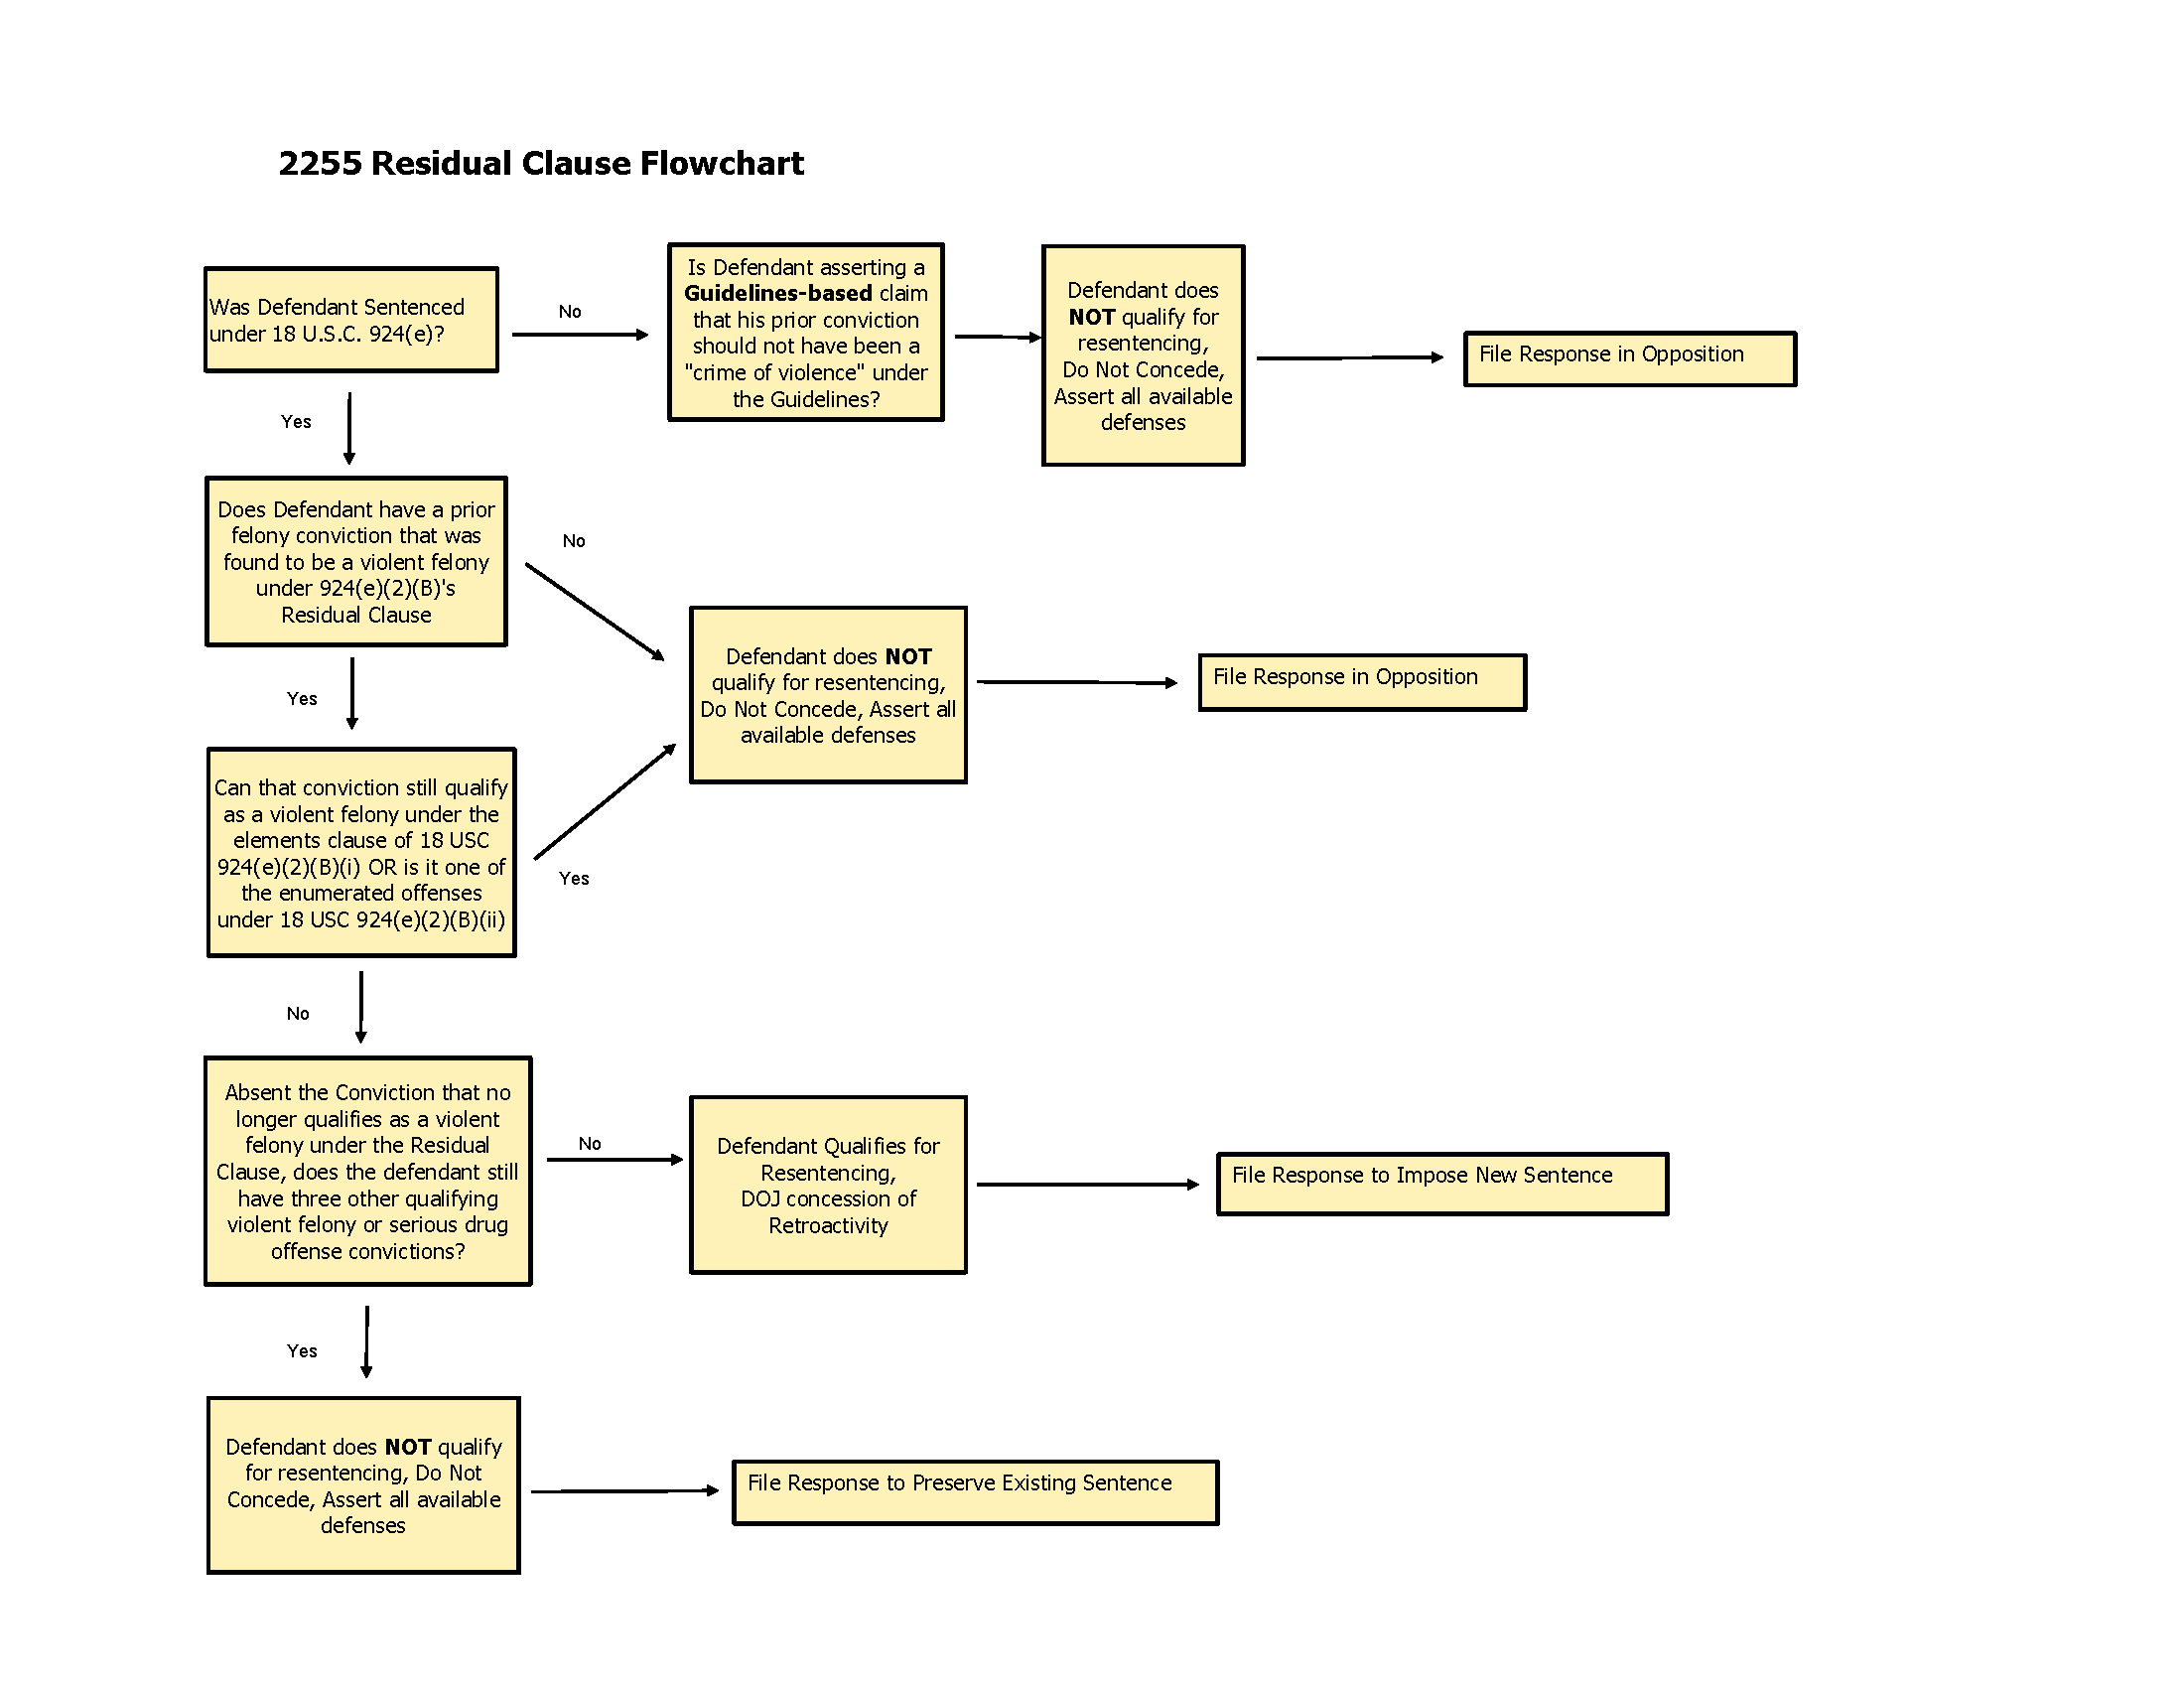 2255 Residual Clause Flowchart
Was Defendant Sentenced
under 18 U.S.C. 924(e)?
No
Is Defendant asserting a
Guidelines-based claim
that his prior conviction
should not have been a
"crime of violence" under
the Guidelines?
Defendant does
NOT qualify for
resentencing,
Do Not Concede,
Assert all available
defenses
File Response in Opposition
Yes
Does Defendant have a prior
felony conviction that was
found to be a violent felony
under 924(e)(2)(B)'s
Residual Clause
No
Defendant does NOT
qualify for resentencing,
Do Not Concede, Assert all
available defenses
File Response in Opposition
Yes
Can that conviction still qualify
as a violent felony under the
elements clause of 18 USC
924(e)(2)(B)(i) OR is it one of
the enumerated offenses
under 18 USC 924(e)(2)(B)(ii)
Yes
No
Absent the Conviction that no
longer qualifies as a violent
felony under the Residual
Clause, does the defendant still
have three other qualifying
violent felony or serious drug
offense convictions?
No
Defendant Qualifies for
Resentencing,
DOJ concession of
Retroactivity
File Response to Impose New Sentence
Yes
Defendant does NOT qualify
for resentencing, Do Not
Concede, Assert all available
defenses
File Response to Preserve Existing Sentence